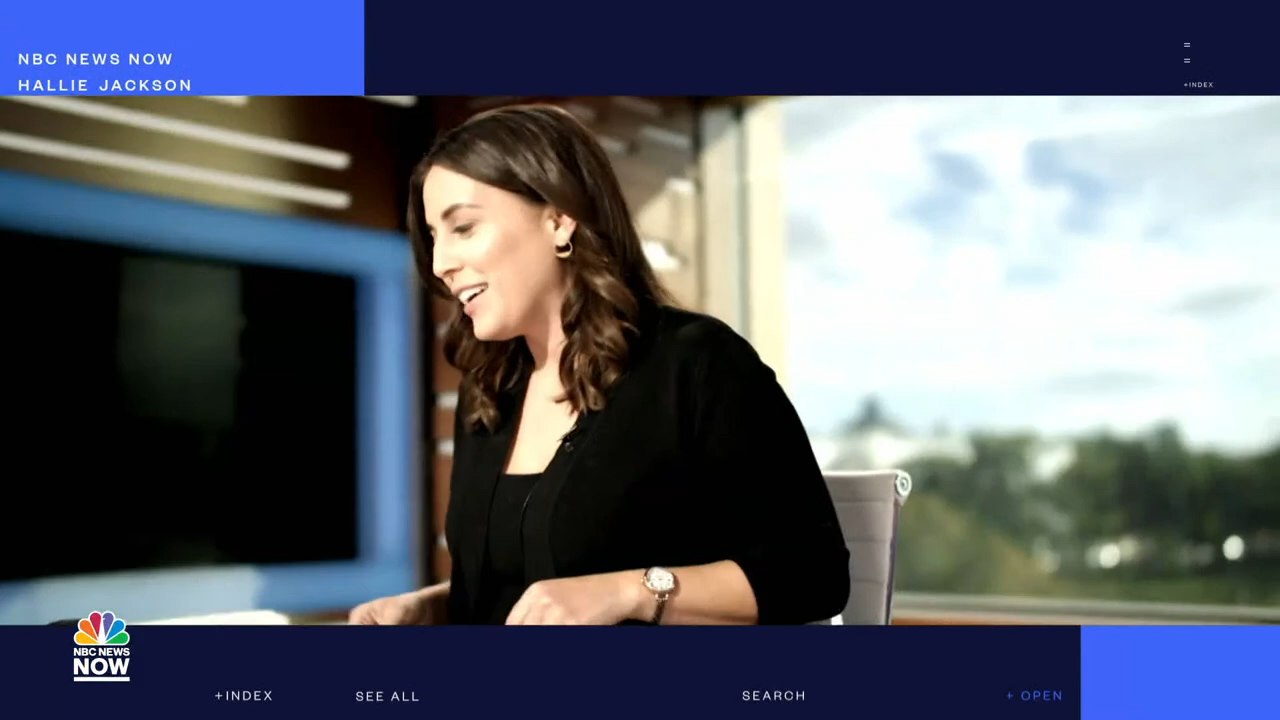 NBC NEWS NOW
HALLIE JACKSON
=
=
+INDEX
NBC NEWS
NOW
+INDEX
SEE ALL
SEARCH
+ OPEN